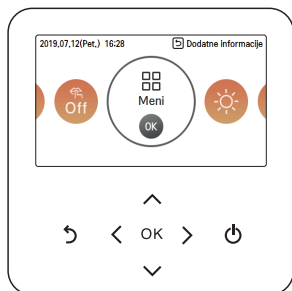 2019,07,12(Pet,) 16:28 Dodatne informacije
Off
Meni
OK
OK